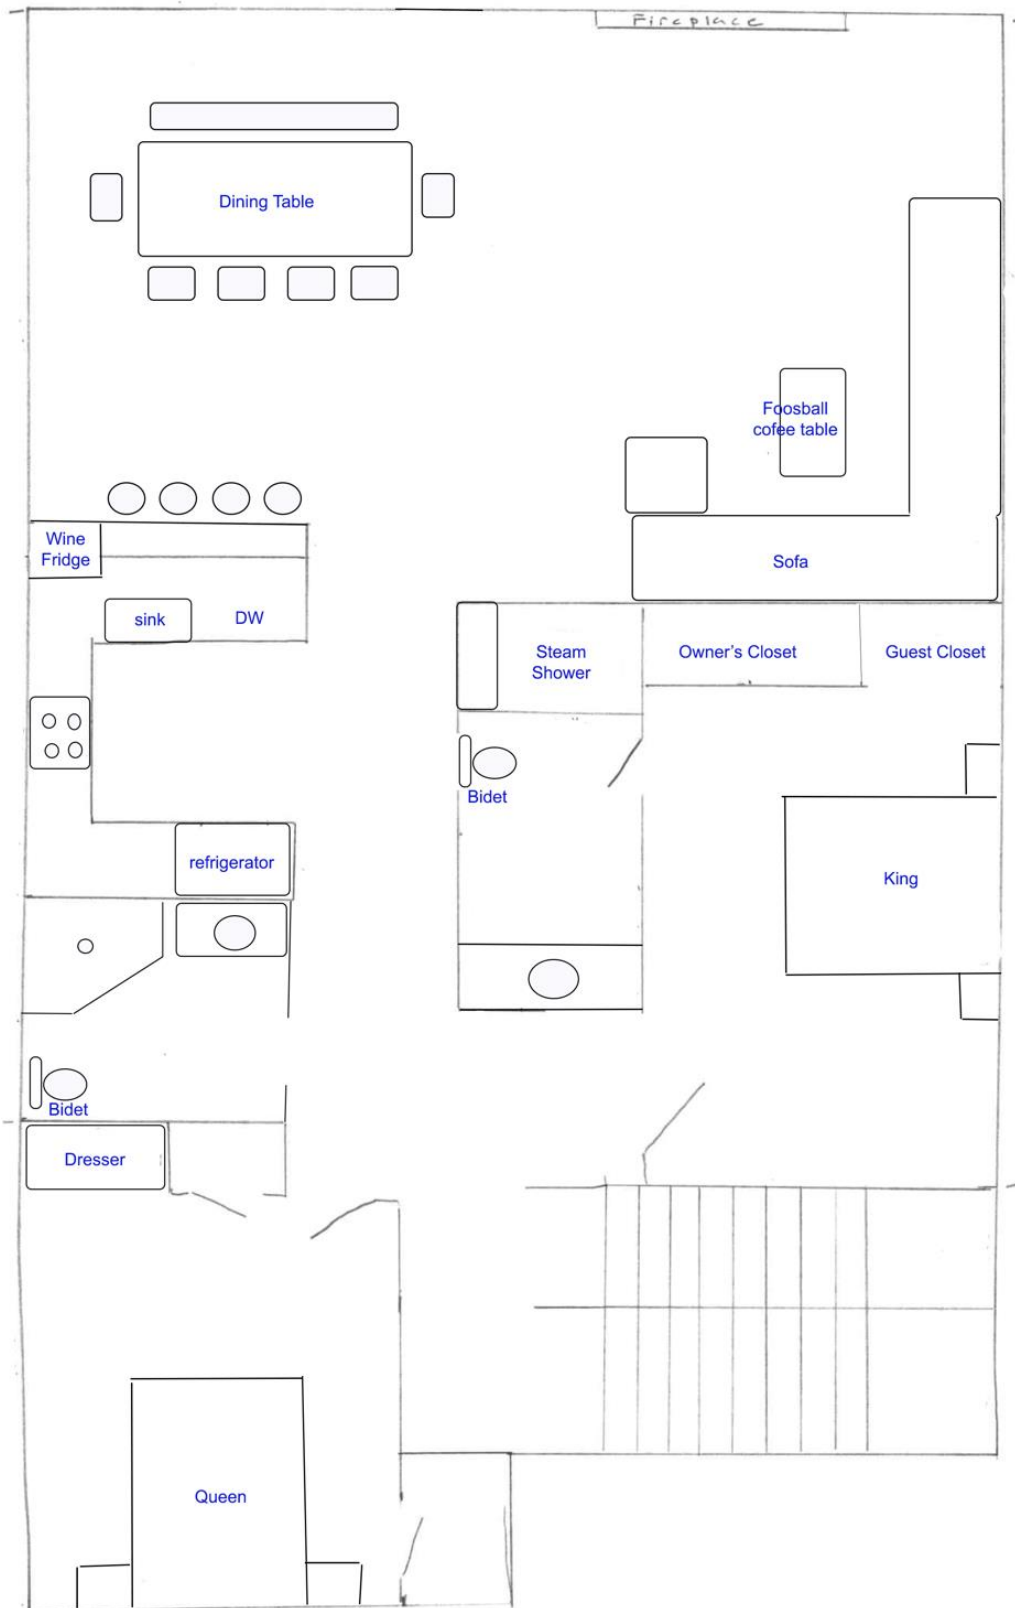 Fireplace
Dining Table
Foosball
cofee table
Wine
Fridge
Sofa
sink
DW
Steam
Shower
Owner's Closet
Guest Closet
Bidet
refrigerator
King
Bidet
Dresser
Queen